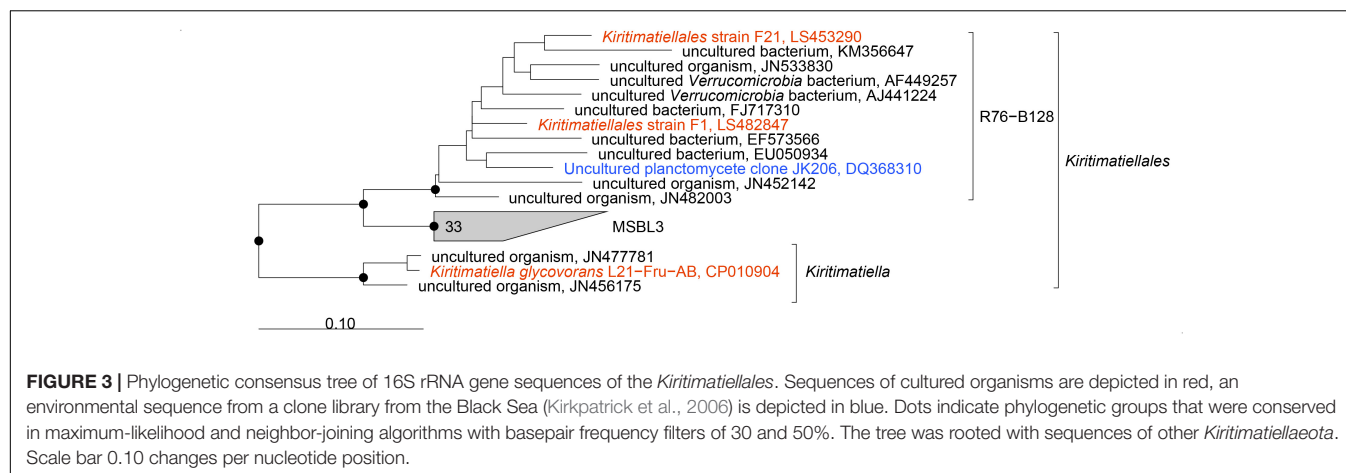 Kiritimatiellales strain F21, LS453290
uncultured bacterium, KM356647
uncultured organism, JN533830
uncultured Verrucomicrobia bacterium, AF449257
uncultured Verrucomicrobia bacterium, AJ441224
uncultured bacterium, FJ717310
Kiritimatiellales strain F1, LS482847
uncultured bacterium, EF573566
uncultured bacterium, EU050934
Uncultured planctomycete clone JK206, DQ368310
uncultured organism, JN452142
uncultured organism, JN482003
R76−B128
33
MSBL3
uncultured organism, JN477781
Kiritimatiella glycovorans L21−Fru−AB, CP010904
uncultured organism, JN456175
Kiritimatiella
Kiritimatiellales
0.10
FIGURE 3 | Phylogenetic consensus tree of 16S rRNA gene sequences of the Kiritimatiellales. Sequences of cultured organisms are depicted in red, an
environmental sequence from a clone library from the Black Sea (Kirkpatrick et al., 2006) is depicted in blue. Dots indicate phylogenetic groups that were conserved
in maximum-likelihood and neighbor-joining algorithms with basepair frequency filters of 30 and 50%. The tree was rooted with sequences of other Kiritimatiellaeota.
Scale bar 0.10 changes per nucleotide position.